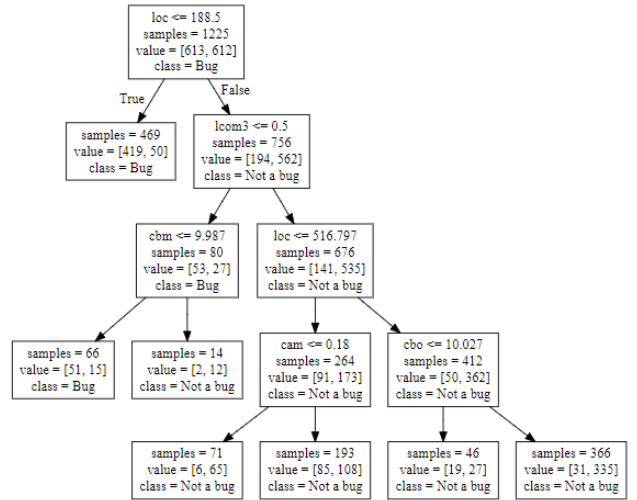 loc <= 188.5
samples = 1225
value = [613, 612]
class = Bug
True
False
samples = 469
value = [419, 50]
class = Bug
lcom3 <= 0.5
samples = 756
value = [194, 562]
class = Not a bug
cbm <= 9.987
samples = 80
value = [53, 27]
class = Bug
loc <= 516.797
samples = 676
value = [141, 535]
class = Not a bug
samples = 66
value = [51, 15]
class = Bug
samples = 14
value = [2, 12]
class = Not a bug
cam <= 0.18
samples = 264
value = [91, 173]
class = Not a bug
cbo <= 10.027
samples = 412
value = [50, 362]
class = Not a bug
samples = 71
value = [6, 65]
class = Not a bug
samples = 193
value = [85, 108]
class = Not a bug
samples = 46
value = [19, 27]
class = Not a bug
samples = 366
value = [31, 335]
class = Not a bug